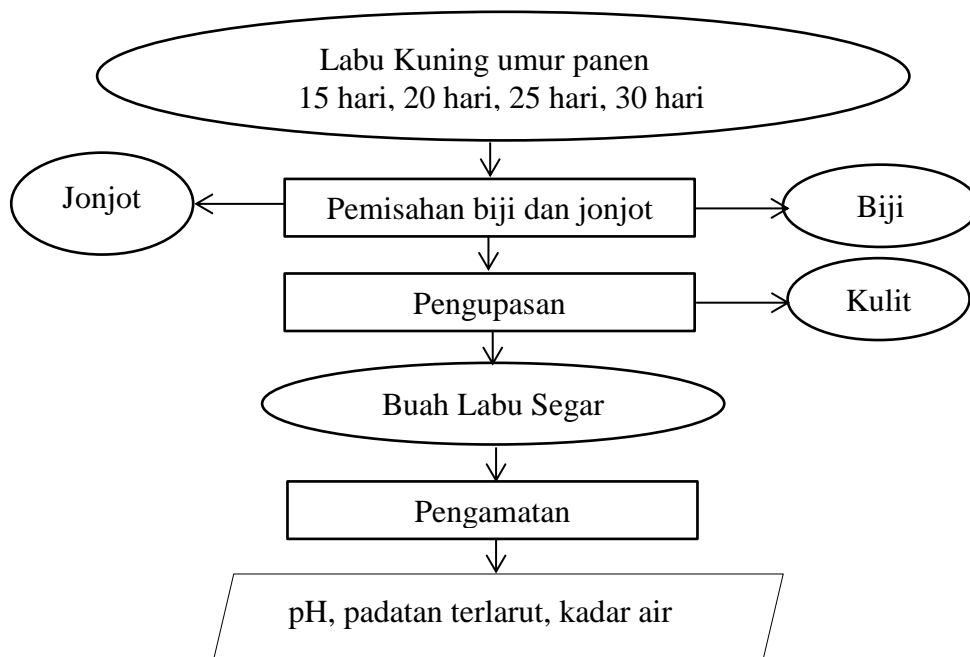 Labu Kuning umur panen
15 hari, 20 hari, 25 hari, 30 hari
Jonjot
Pemisahan biji dan jonjot
Biji
Pengupasan
Kulit
Buah Labu Segar
Pengamatan
pH, padatan terlarut, kadar air